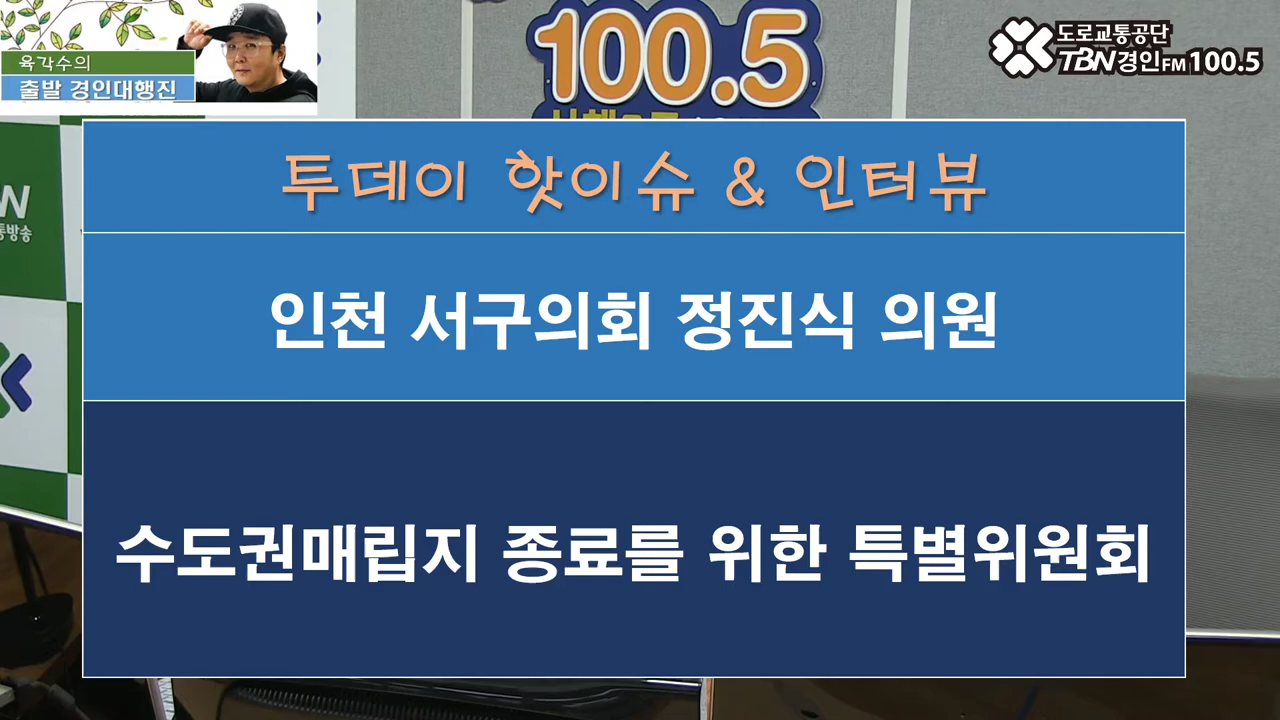 육각수의
출발 경인대행진
100.5
도로교통공단
TBN경인FM100.5
투데이 핫이슈 & 인터뷰
N
통방송
인천 서구의회 정진식 의원
수도권매립지 종료를 위한 특별위원회